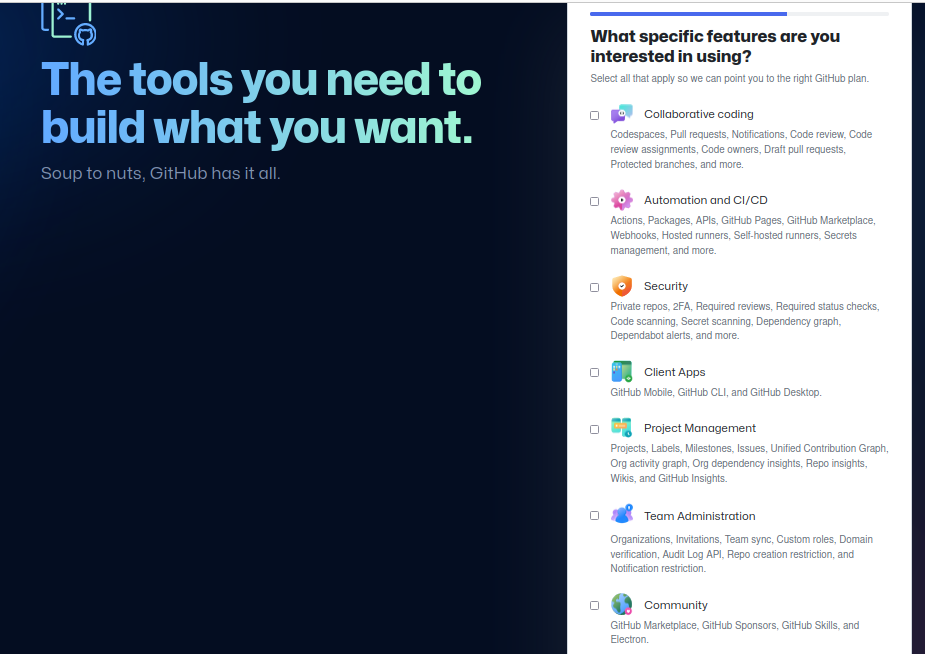 The tools you need to
build what you want.
Soup to nuts, GitHub has it all.
What specific features are you
interested in using?
Select all that apply so we can point you to the right GitHub plan.
Collaborative coding
Codespaces, Pull requests, Notifications, Code review, Code
review assignments, Code owners, Draft pull requests,
Protected branches, and more.
Automation and CI/CD
Actions, Packages, APIs, GitHub Pages, GitHub Marketplace,
Webhooks, Hosted runners, Self-hosted runners, Secrets
management, and more.
Security
Private repos, 2FA, Required reviews, Required status checks,
Code scanning, Secret scanning, Dependency graph,
Dependabot alerts, and more.
Client Apps
GitHub Mobile, GitHub CLI, and GitHub Desktop.
Project Management
Projects, Labels, Milestones, Issues, Unified Contribution Graph,
Org activity graph, Org dependency insights, Repo insights,
Wikis, and GitHub Insights.
Team Administration
Organizations, Invitations, Team sync, Custom roles, Domain
verification, Audit Log API, Repo creation restriction, and
Notification restriction.
Community
GitHub Marketplace, GitHub Sponsors, GitHub Skills, and
Electron.